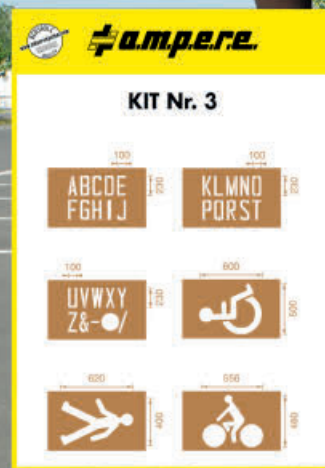 a.m.p.e.r.e.
KIT Nr. 3
100
100
ABCDE
FGHIJ
230
KLMNO
PQRST
230
100
600
UVWXY
Z&-●/
230
500
620
556
400
480